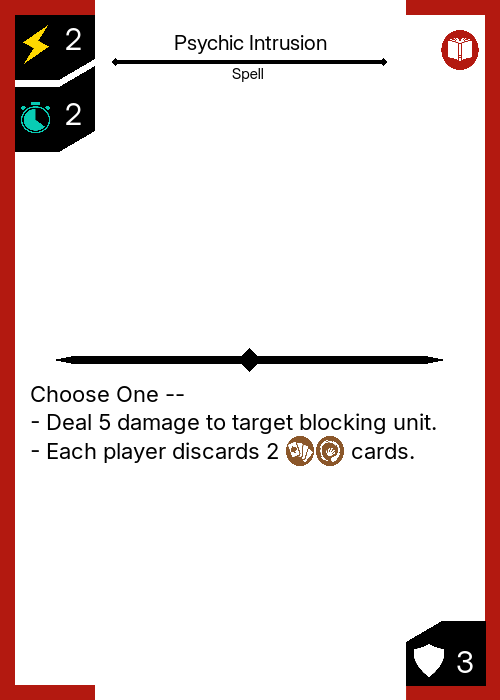 2
Psychic Intrusion
Spell
2
Choose One --
- Deal 5 damage to target blocking unit.
- Each player discards 2 cards.
3